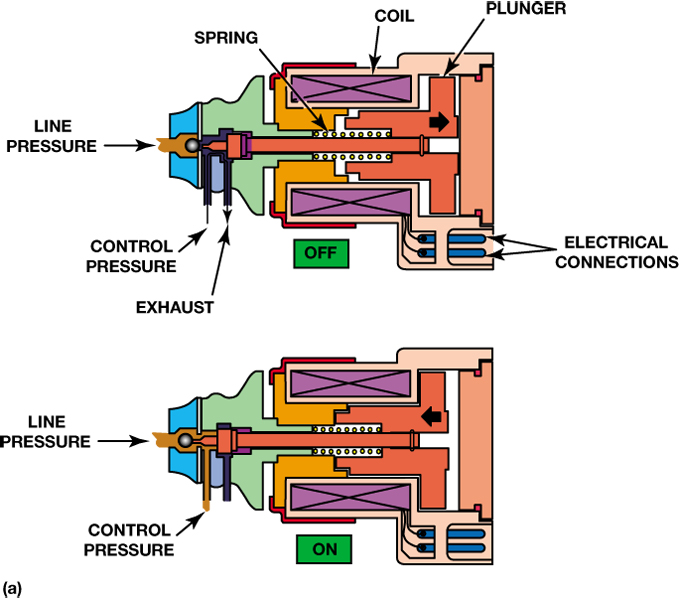 COIL
PLUNGER
SPRING
LINE
PRESSURE
CONTROL
PRESSURE
EXHAUST
OFF
ELECTRICAL
CONNECTIONS
LINE
PRESSURE
CONTROL
PRESSURE
ON
(a)